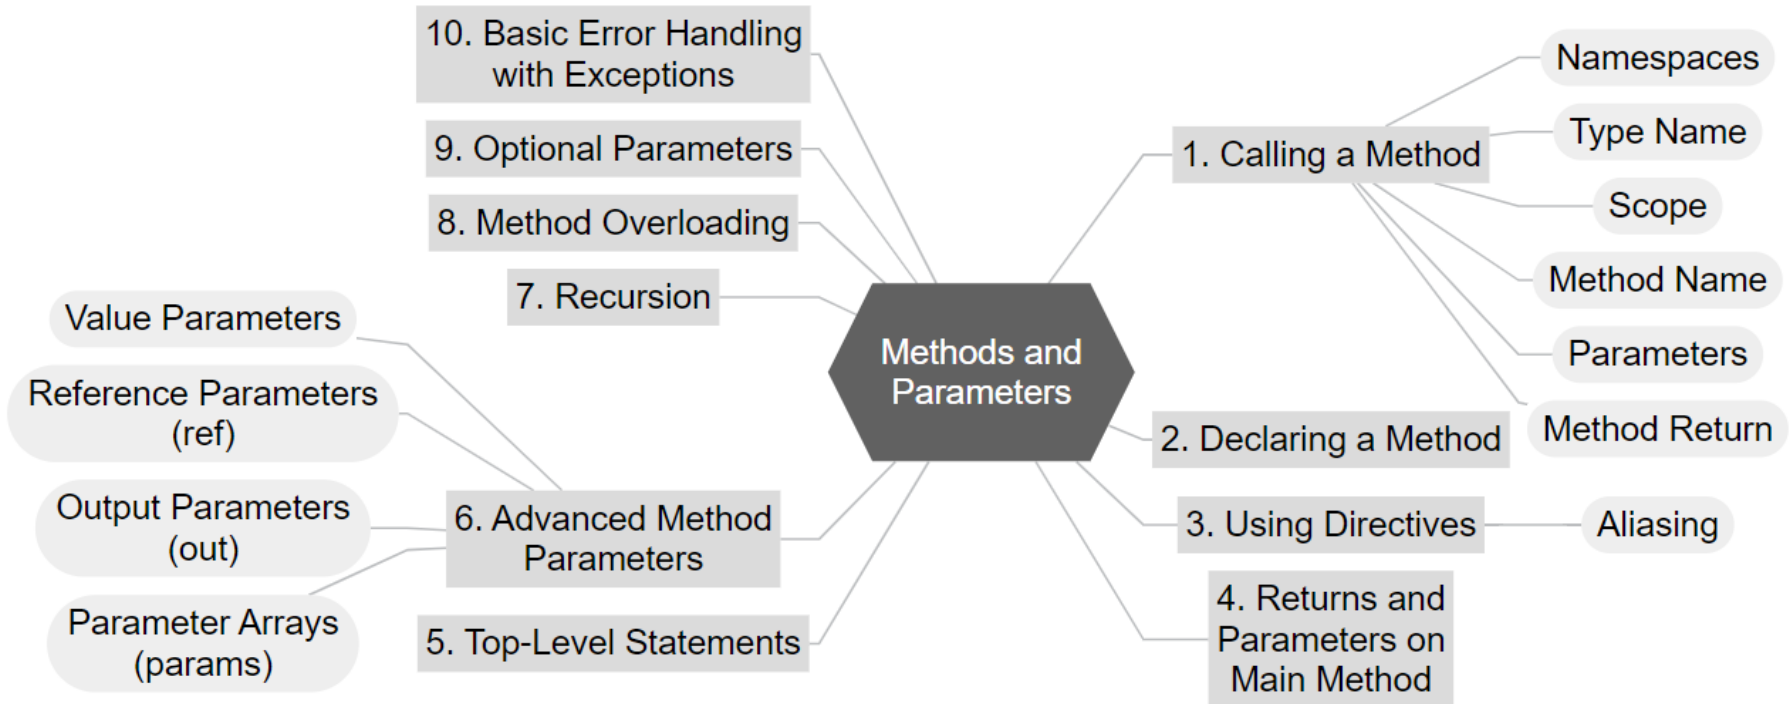 Methods and
Parameters
1. Calling a Method
Namespaces
Type Name
Scope
Method Name
Parameters
Method Return
2. Declaring a Method
3. Using Directives
Aliasing
4. Returns and
Parameters on
Main Method
5. Top-Level Statements
6. Advanced Method
Parameters
Value Parameters
Reference Parameters
(ref)
Output Parameters
(out)
Parameter Arrays
(params)
7. Recursion
8. Method Overloading
9. Optional Parameters
10. Basic Error Handling
with Exceptions